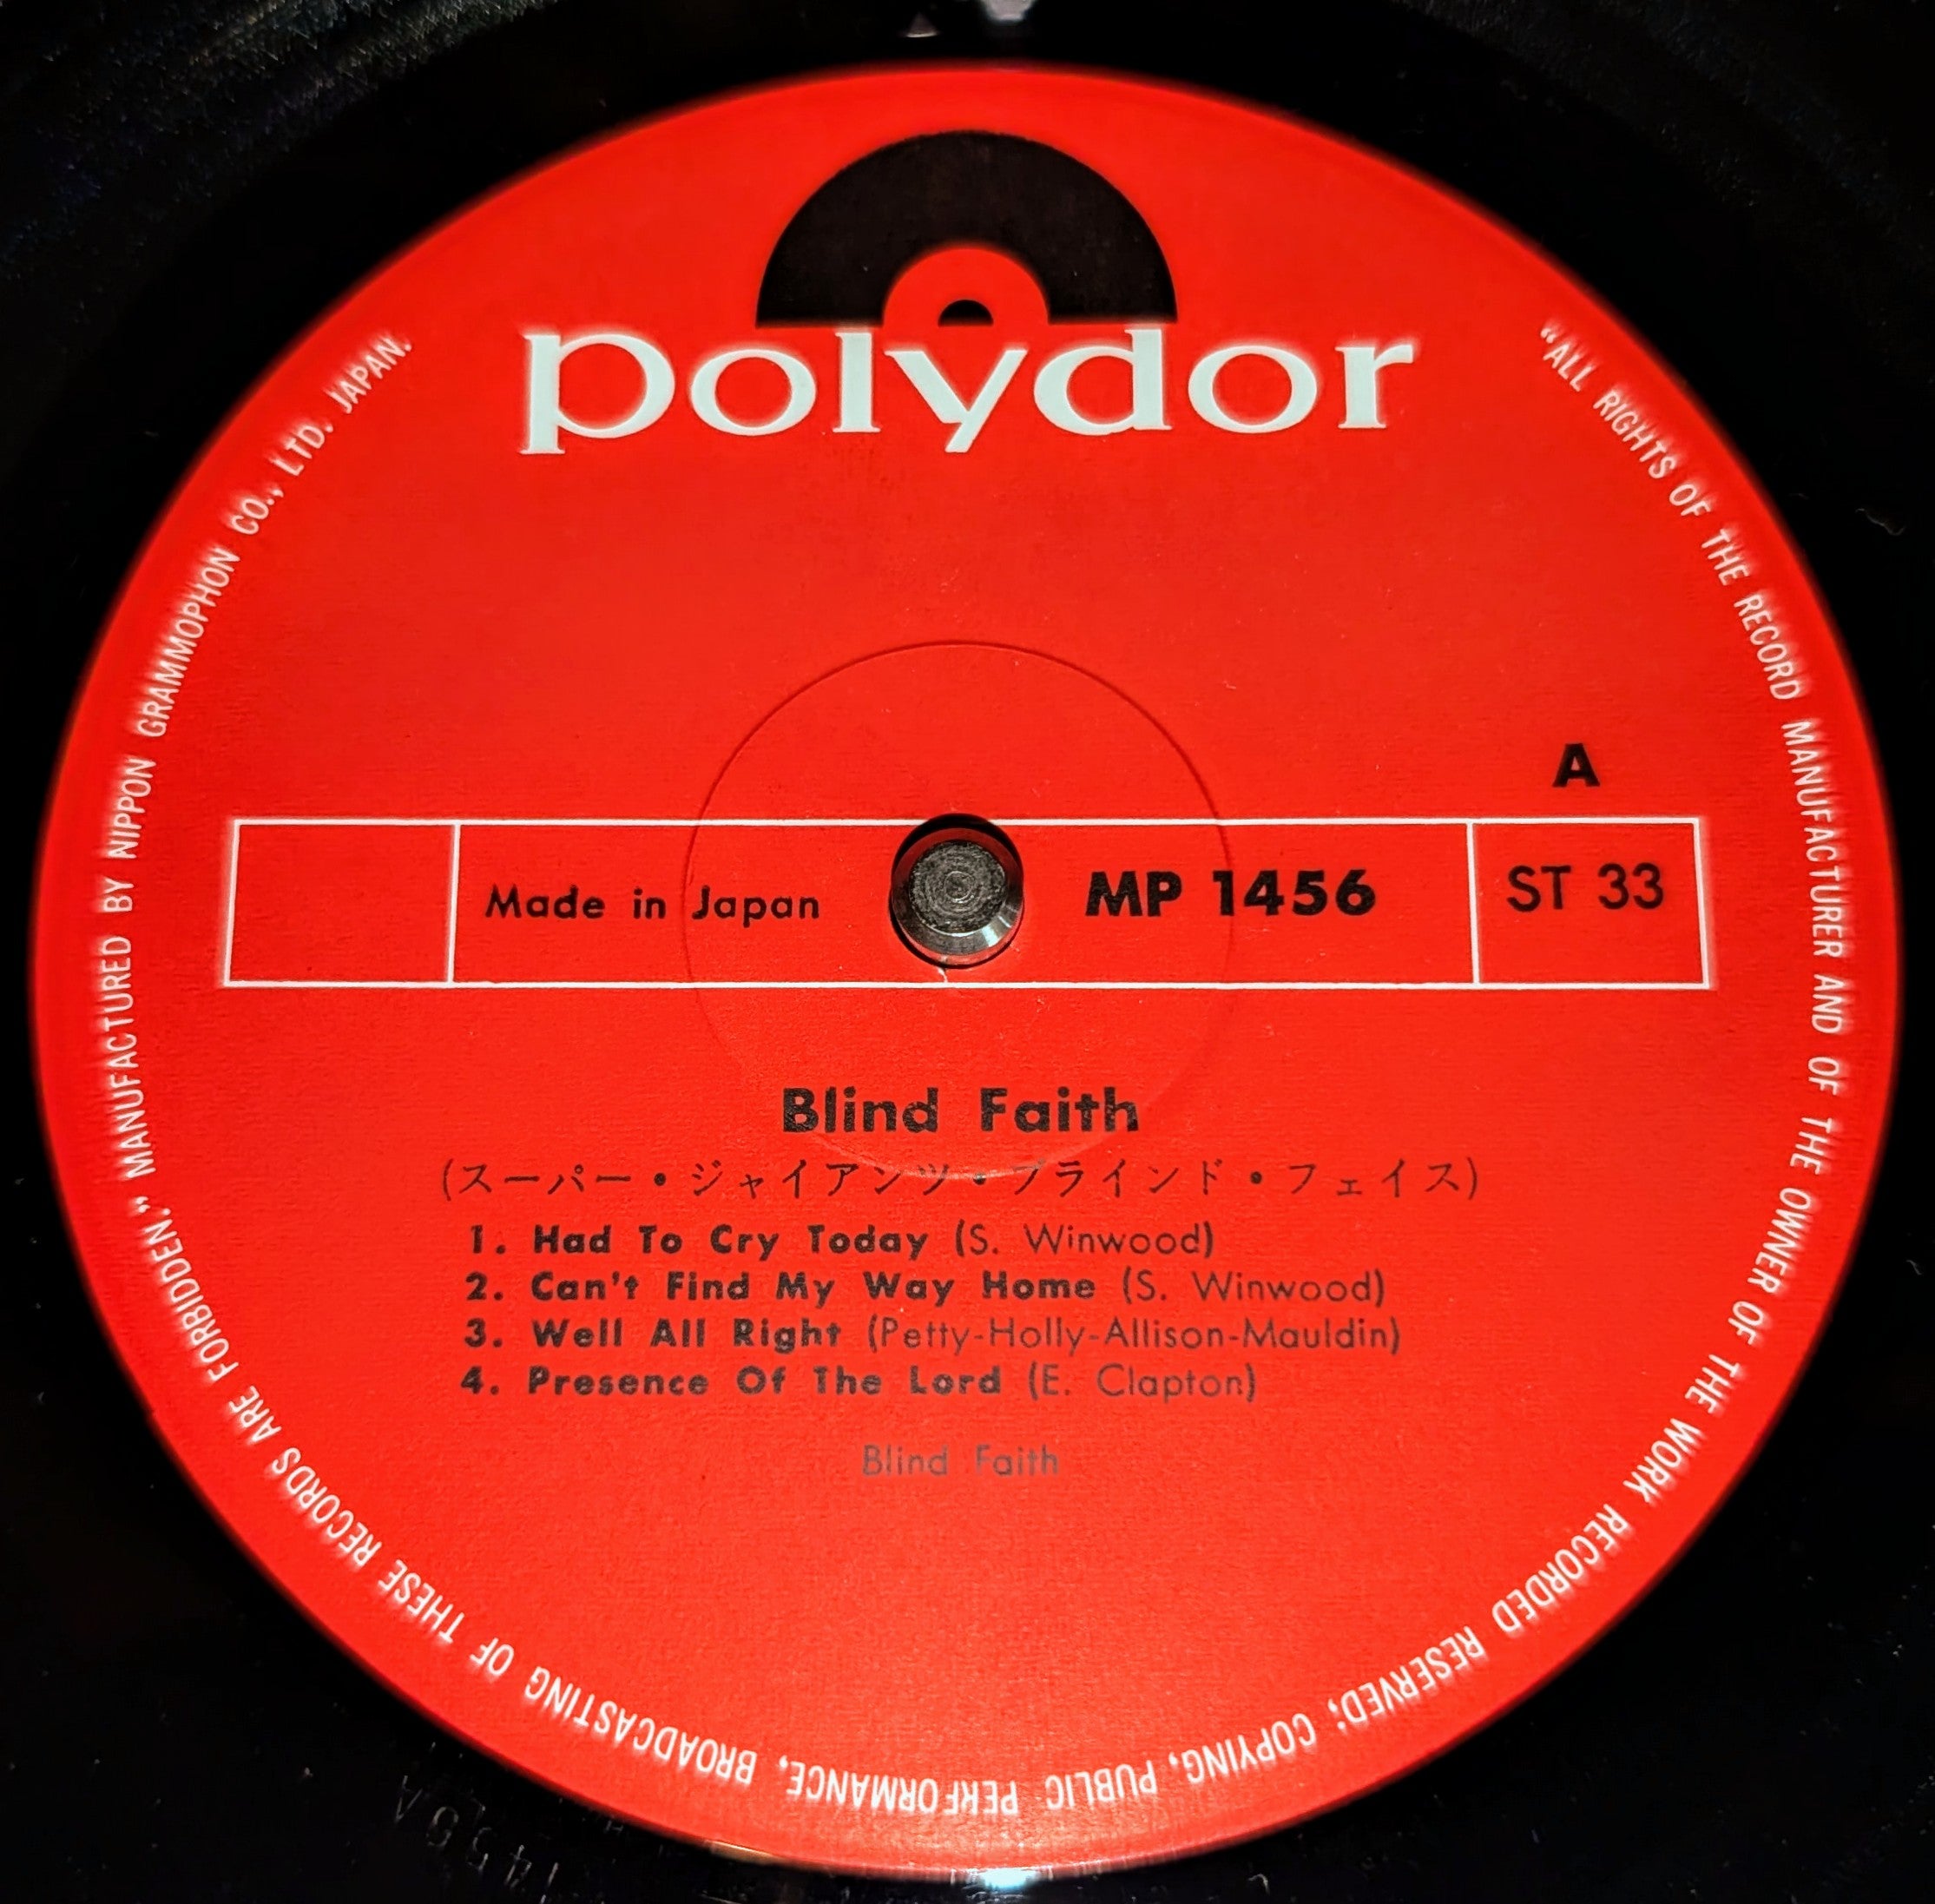 polydor
A
Made in Japan MP 1456 ST 33
Blind Faith
(スーパー・ジャイアンツ・ブラインド・フェイス)
1. Had To Cry Today (S. Winwood)
2. Can't Find My Way Home (S. Winwood)
3. Well All Right (Petty-Holly-Allison-Mauldin)
4. Presence Of The Lord (E. Clapton)
Blind Faith
“ALL RIGHTS OF THE RECORD MANUFACTURER AND OF THE OWNER OF THE WORK RECORDED RESERVED; COPYING, PUBLIC PERFORMANCE, BROADCASTING OF THESE RECORDS ARE FORBIDDEN.” MANUFACTURED BY NIPPON GRAMMOPHON CO., LTD. JAPAN.